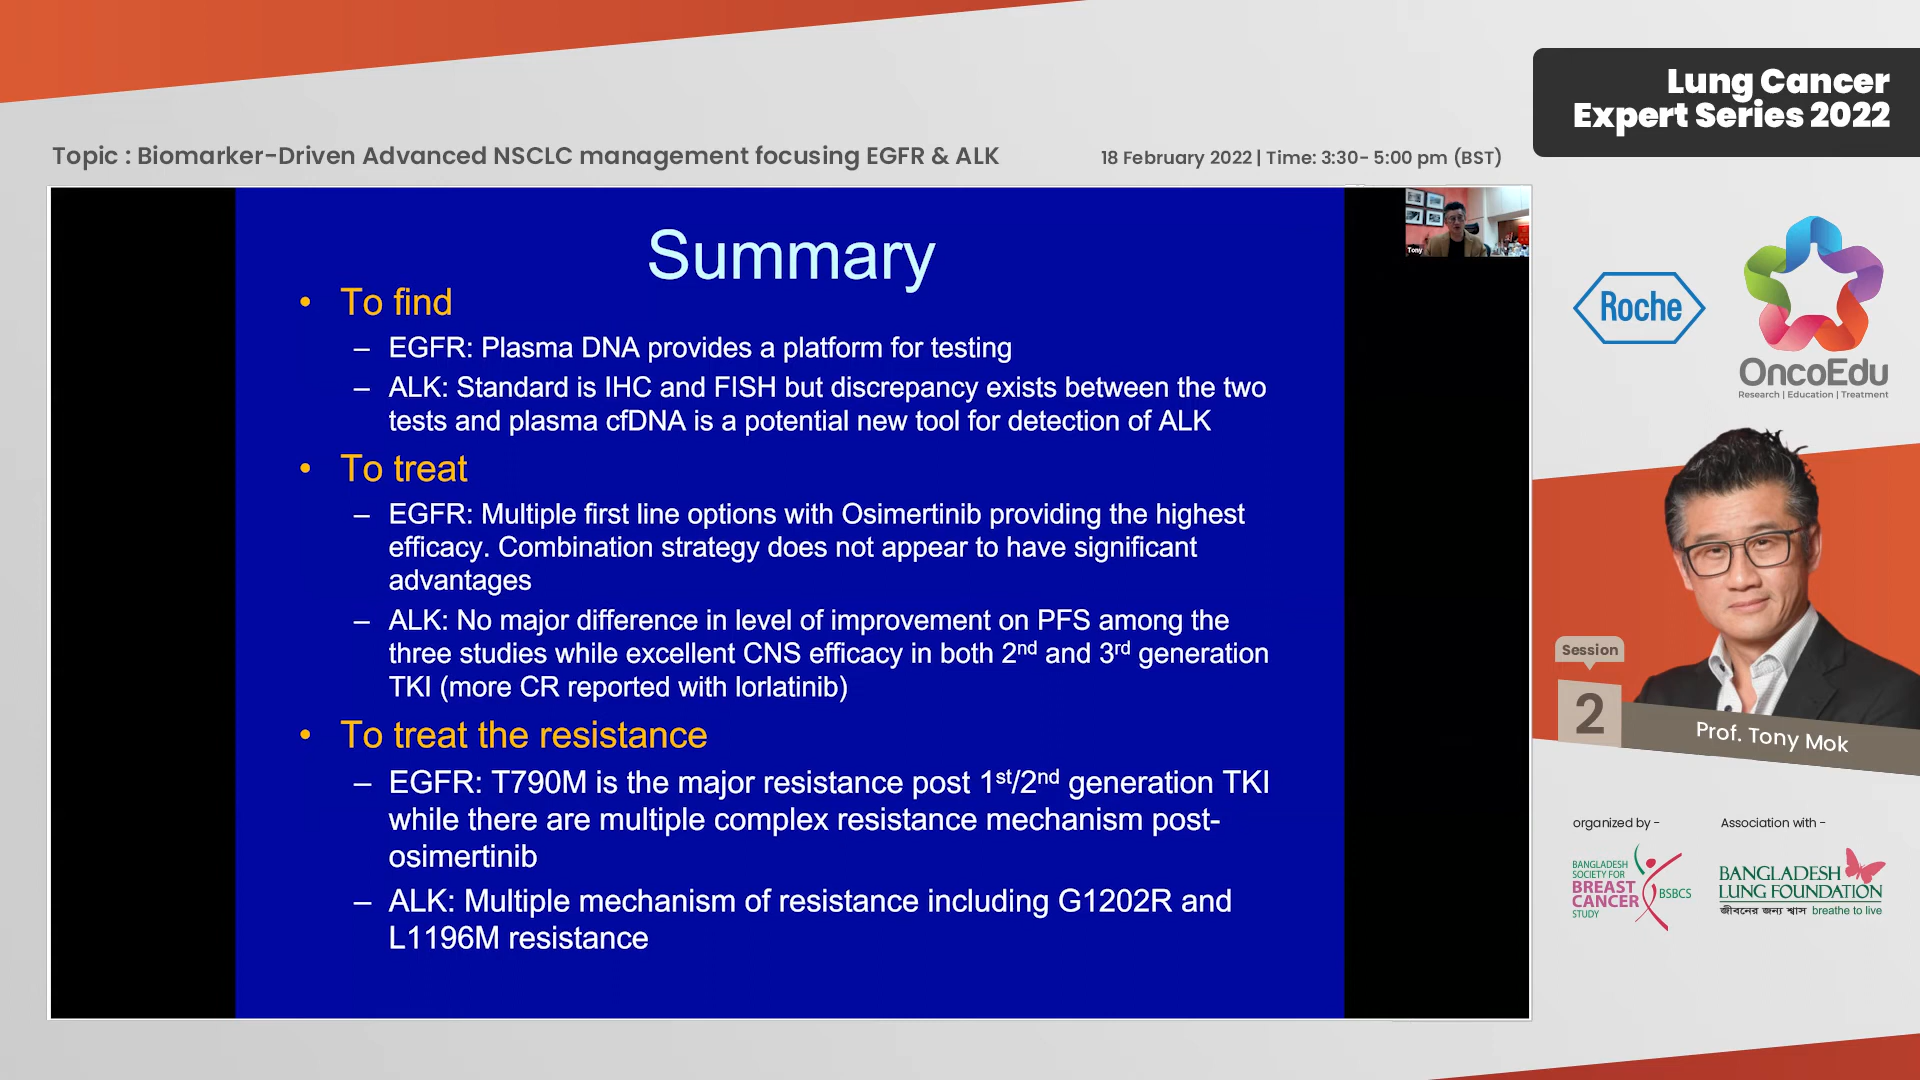 Lung Cancer
Expert Series 2022
Topic : Biomarker-Driven Advanced NSCLC management focusing EGFR & ALK
18 February 2022 | Time: 3:30- 5:00 pm (BST)
Summary
• To find
– EGFR: Plasma DNA provides a platform for testing
– ALK: Standard is IHC and FISH but discrepancy exists between the two
tests and plasma cfDNA is a potential new tool for detection of ALK
• To treat
– EGFR: Multiple first line options with Osimertinib providing the highest
efficacy. Combination strategy does not appear to have significant
advantages
– ALK: No major difference in level of improvement on PFS among the
three studies while excellent CNS efficacy in both 2nd and 3rd generation
TKI (more CR reported with lorlatinib)
• To treat the resistance
– EGFR: T790M is the major resistance post 1st/2nd generation TKI
while there are multiple complex resistance mechanism post-
osimertinib
– ALK: Multiple mechanism of resistance including G1202R and
L1196M resistance
Tony
Roche
OncoEdu
Research | Education | Treatment
Session
2
Prof. Tony Mok
organized by -
BANGLADESH
SOCIETY FOR
BREAST
CANCER
STUDY
BSBCS
Association with -
BANGLADESH
LUNG FOUNDATION
জীবনের জন্য শ্বাস breathe to live